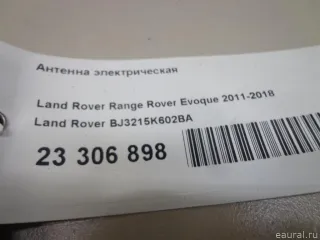 Антенна электрическая
Land Rover Range Rover Evoque 2011-2018
Land Rover BJ3215K602BA
23 306 898
eaural.ru